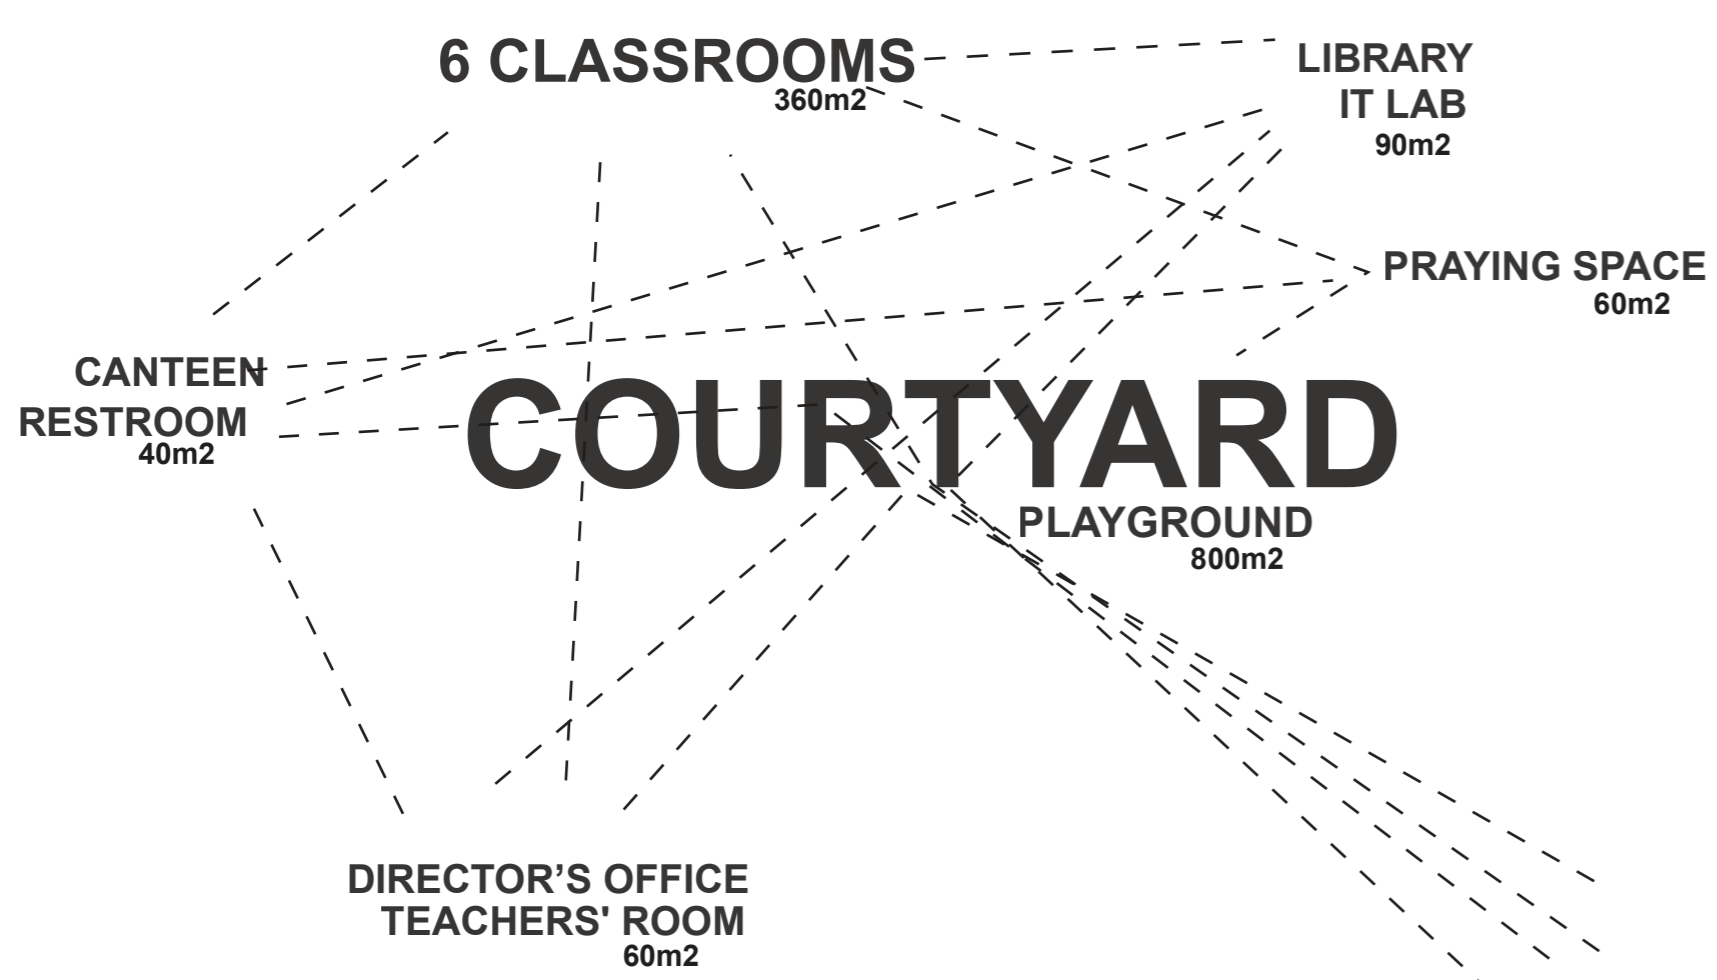 6 CLASSROOMS
360m2
LIBRARY
IT LAB
90m2
PRAYING SPACE
60m2
CANTEEN
RESTROOM
40m2
COURTYARD
PLAYGROUND
800m2
DIRECTOR’S OFFICE
TEACHERS' ROOM
60m2